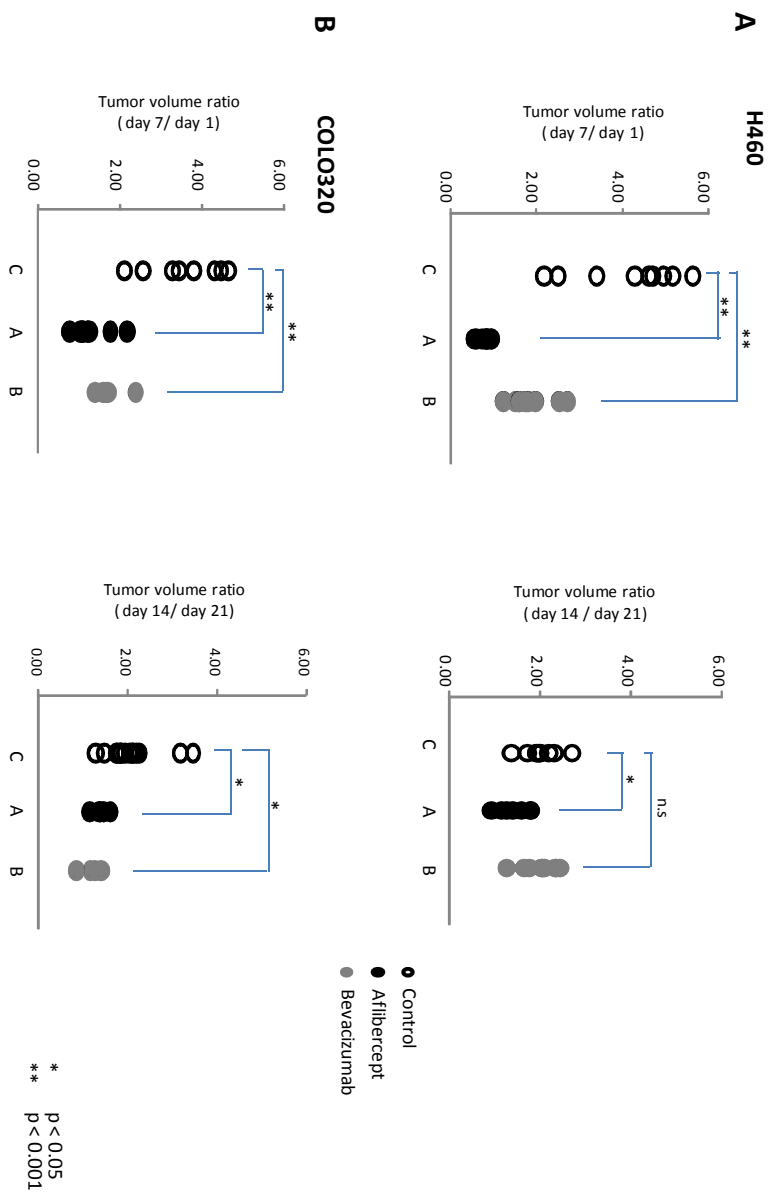 A
H460
Tumor volume ratio
( day 7/ day 1)
6.00
4.00
2.00
0.00
C
A
B
**
**
Tumor volume ratio
( day 14 / day 21)
6.00
4.00
2.00
0.00
C
A
B
*
n.s
B
COLO320
Tumor volume ratio
( day 7/ day 1)
6.00
4.00
2.00
0.00
C
A
B
**
**
Tumor volume ratio
( day 14/ day 21)
6.00
4.00
2.00
0.00
C
A
B
*
*
Control
Aflibercept
Bevacizumab
* p < 0.05
** p < 0.001